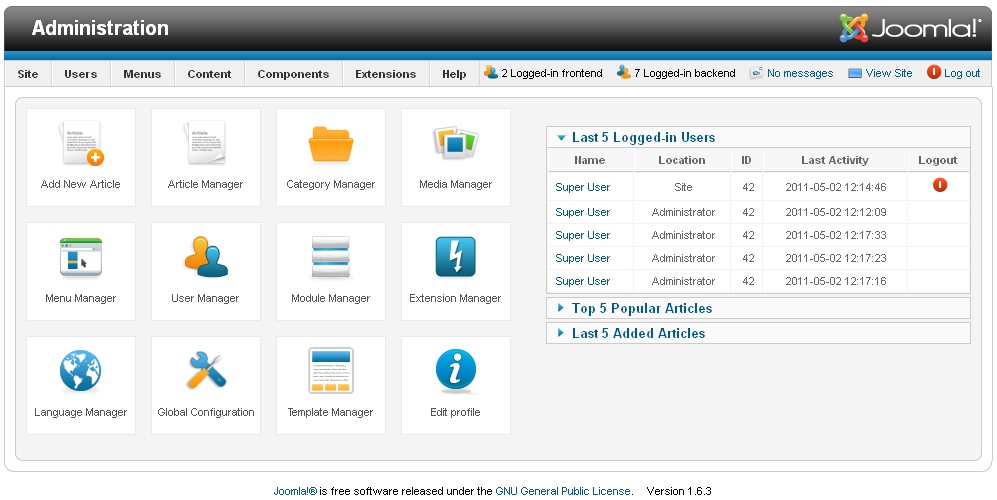 Administration
Joomla!®
Site Users Menus Content Components Extensions Help 2 Logged-in frontend 7 Logged-in backend No messages View Site Log out
Add New Article Article Manager Category Manager Media Manager
Menu Manager User Manager Module Manager Extension Manager
Language Manager Global Configuration Template Manager Edit profile
Last 5 Logged-in Users
Name Location ID Last Activity Logout
Super User Site 42 2011-05-02 12:14:46
Super User Administrator 42 2011-05-02 12:12:09
Super User Administrator 42 2011-05-02 12:17:33
Super User Administrator 42 2011-05-02 12:17:23
Super User Administrator 42 2011-05-02 12:17:16
Top 5 Popular Articles
Last 5 Added Articles
Joomla!® is free software released under the GNU General Public License. Version 1.6.3